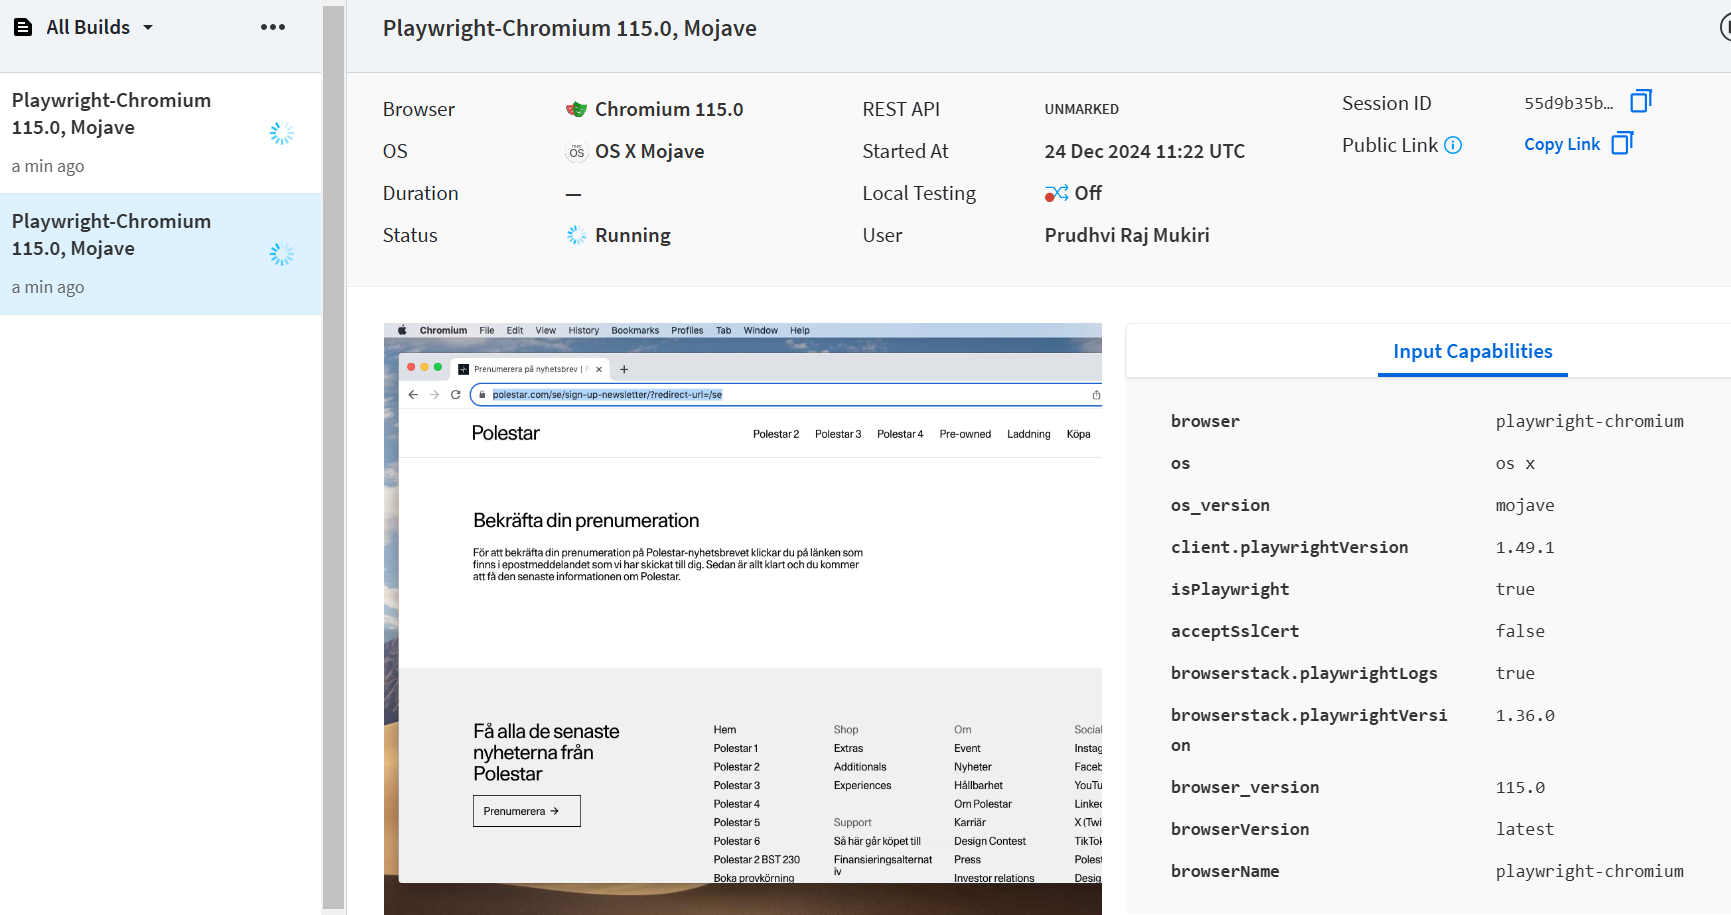 All Builds
Playwright-Chromium
115.0, Mojave
a min ago
Playwright-Chromium
115.0, Mojave
a min ago
Playwright-Chromium 115.0, Mojave
Browser
Chromium 115.0
OS
OS X Mojave
Duration
—
Status
Running
REST API
UNMARKED
Started At
24 Dec 2024 11:22 UTC
Local Testing
Off
User
Prudhvi Raj Mukiri
Session ID
55d9b35b...
Public Link
Copy Link
Chromium File Edit View History Bookmarks Profiles Tab Window Help
Prenumerera på nyhetsbrev |
polestar.com/se/sign-up-newsletter/?redirect-url=/se
Polestar
Polestar 2 Polestar 3 Polestar 4 Pre-owned Laddning Köpa
Bekräfta din prenumeration
För att bekräfta din prenumeration på Polestar-nyhetsbrevet klickar du på länken som
finns i epostmeddelandet som vi har skickat till dig. Sedan är allt klart och du kommer
att få den senaste informationen om Polestar.
Få alla de senaste
nyheterna från
Polestar
Prenumerera →
Hem
Polestar 1
Polestar 2
Polestar 3
Polestar 4
Polestar 5
Polestar 6
Polestar 2 BST 230
Boka provkörning
Shop
Extras
Additionals
Experiences
Support
Så här går köpet till
Finansieringsalternat
iv
Om
Event
Nyheter
Hållbarhet
Om Polestar
Karriär
Design Contest
Press
Investor relations
Social
Instag
Faceb
YouTu
Linked
X (Twi
TikTok
Polest
Desig
Input Capabilities
browser playwright-chromium
os os x
os_version mojave
client.playwrightVersion 1.49.1
isPlaywright true
acceptSslCert false
browserstack.playwrightLogs true
browserstack.playwrightVersi 1.36.0
on
browser_version 115.0
browserVersion latest
browserName playwright-chromium